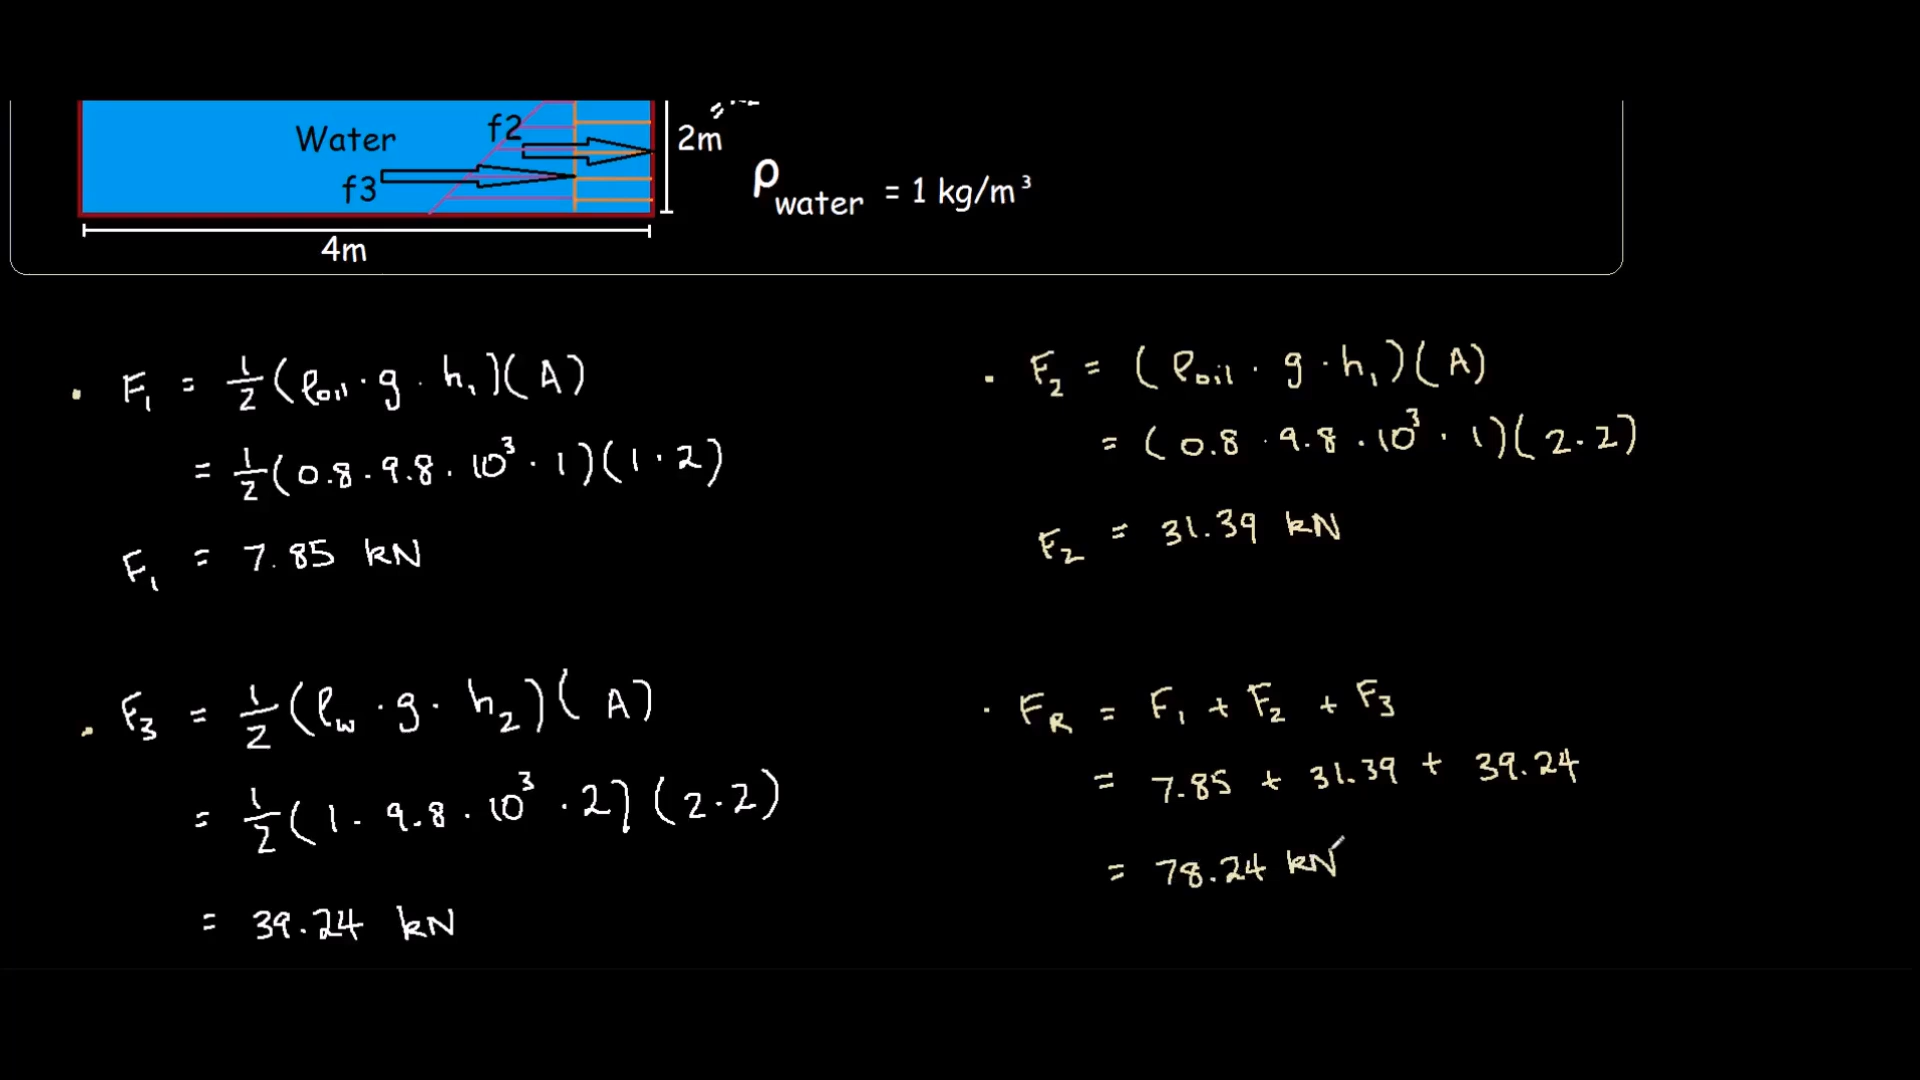 Water
f2
f3
2m
4m
ρwater = 1 kg/m³
· F₁ = 1/2 (ρoil · g · h₁)(A)
= 1/2 (0.8 · 9.8 · 10³ · 1)(1 · 2)
F₁ = 7.85 kN
· F₂ = (ρoil · g · h₁)(A)
= (0.8 · 9.8 · 10³ · 1)(2 · 2)
F₂ = 31.39 kN
· F₃ = 1/2 (ρw · g · h₂)(A)
= 1/2 (1 · 9.8 · 10³ · 2)(2 · 2)
= 39.24 kN
· FR = F₁ + F₂ + F₃
= 7.85 + 31.39 + 39.24
= 78.24 kN